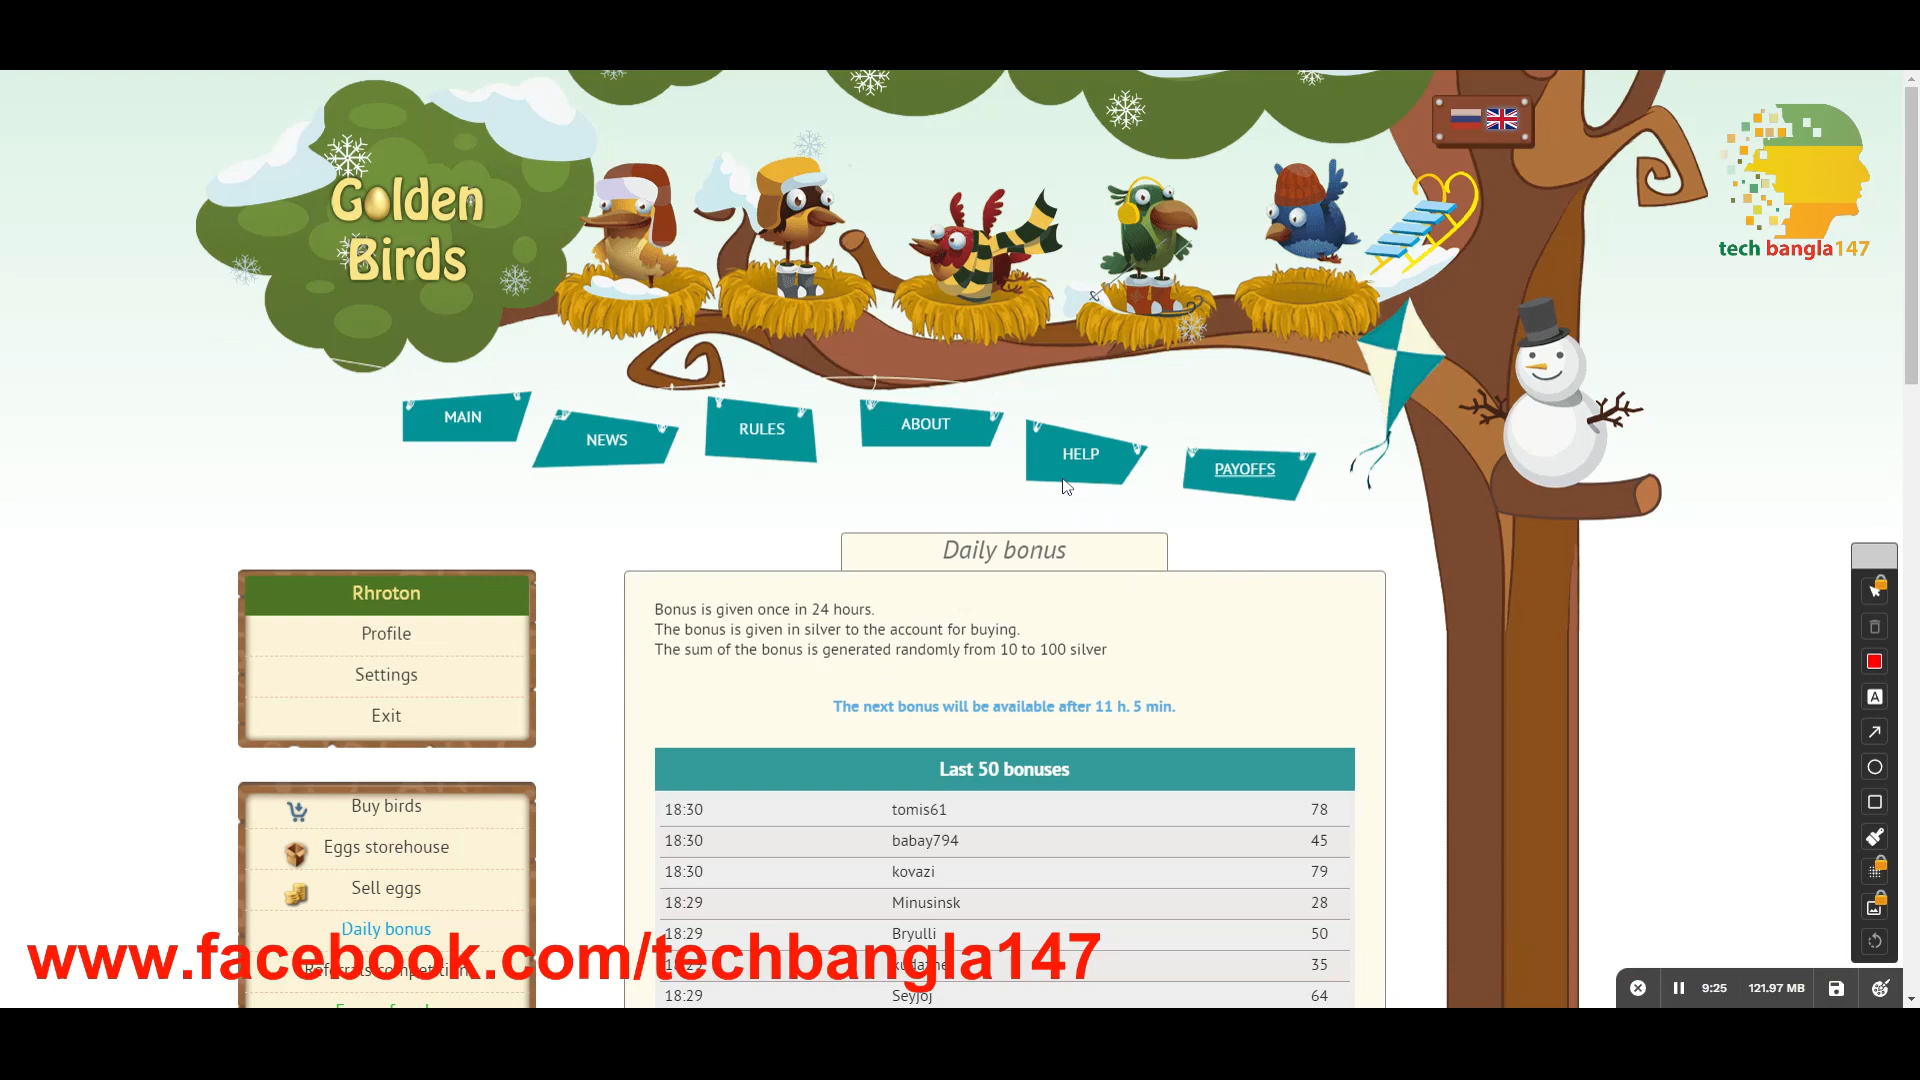 Golden
Birds
tech bangla147
MAIN
NEWS
RULES
ABOUT
HELP
PAYOFFS
Daily bonus
Rhroton
Profile
Settings
Exit
Bonus is given once in 24 hours.
The bonus is given in silver to the account for buying.
The sum of the bonus is generated randomly from 10 to 100 silver
The next bonus will be available after 11 h. 5 min.
Last 50 bonuses
18:30 tomis61 78
18:30 babay794 45
18:30 kovazi 79
18:29 Minusinsk 28
18:29 Bryulli 50
35
18:29 Seyjoj 64
Buy birds
Eggs storehouse
Sell eggs
Daily bonus
Referrals competition
www.facebook.com/techbangla147
A
9:25 121.97 MB